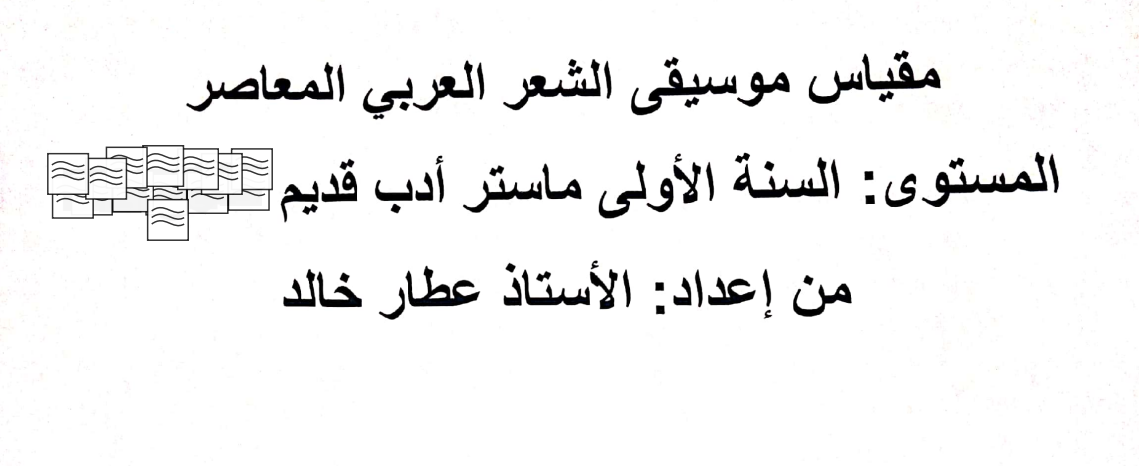 مقياس موسيقى الشعر العربي المعاصر
المستوى: السنة الأولى ماستر أدب قديم
من إعداد: الأستاذ عطار خالد